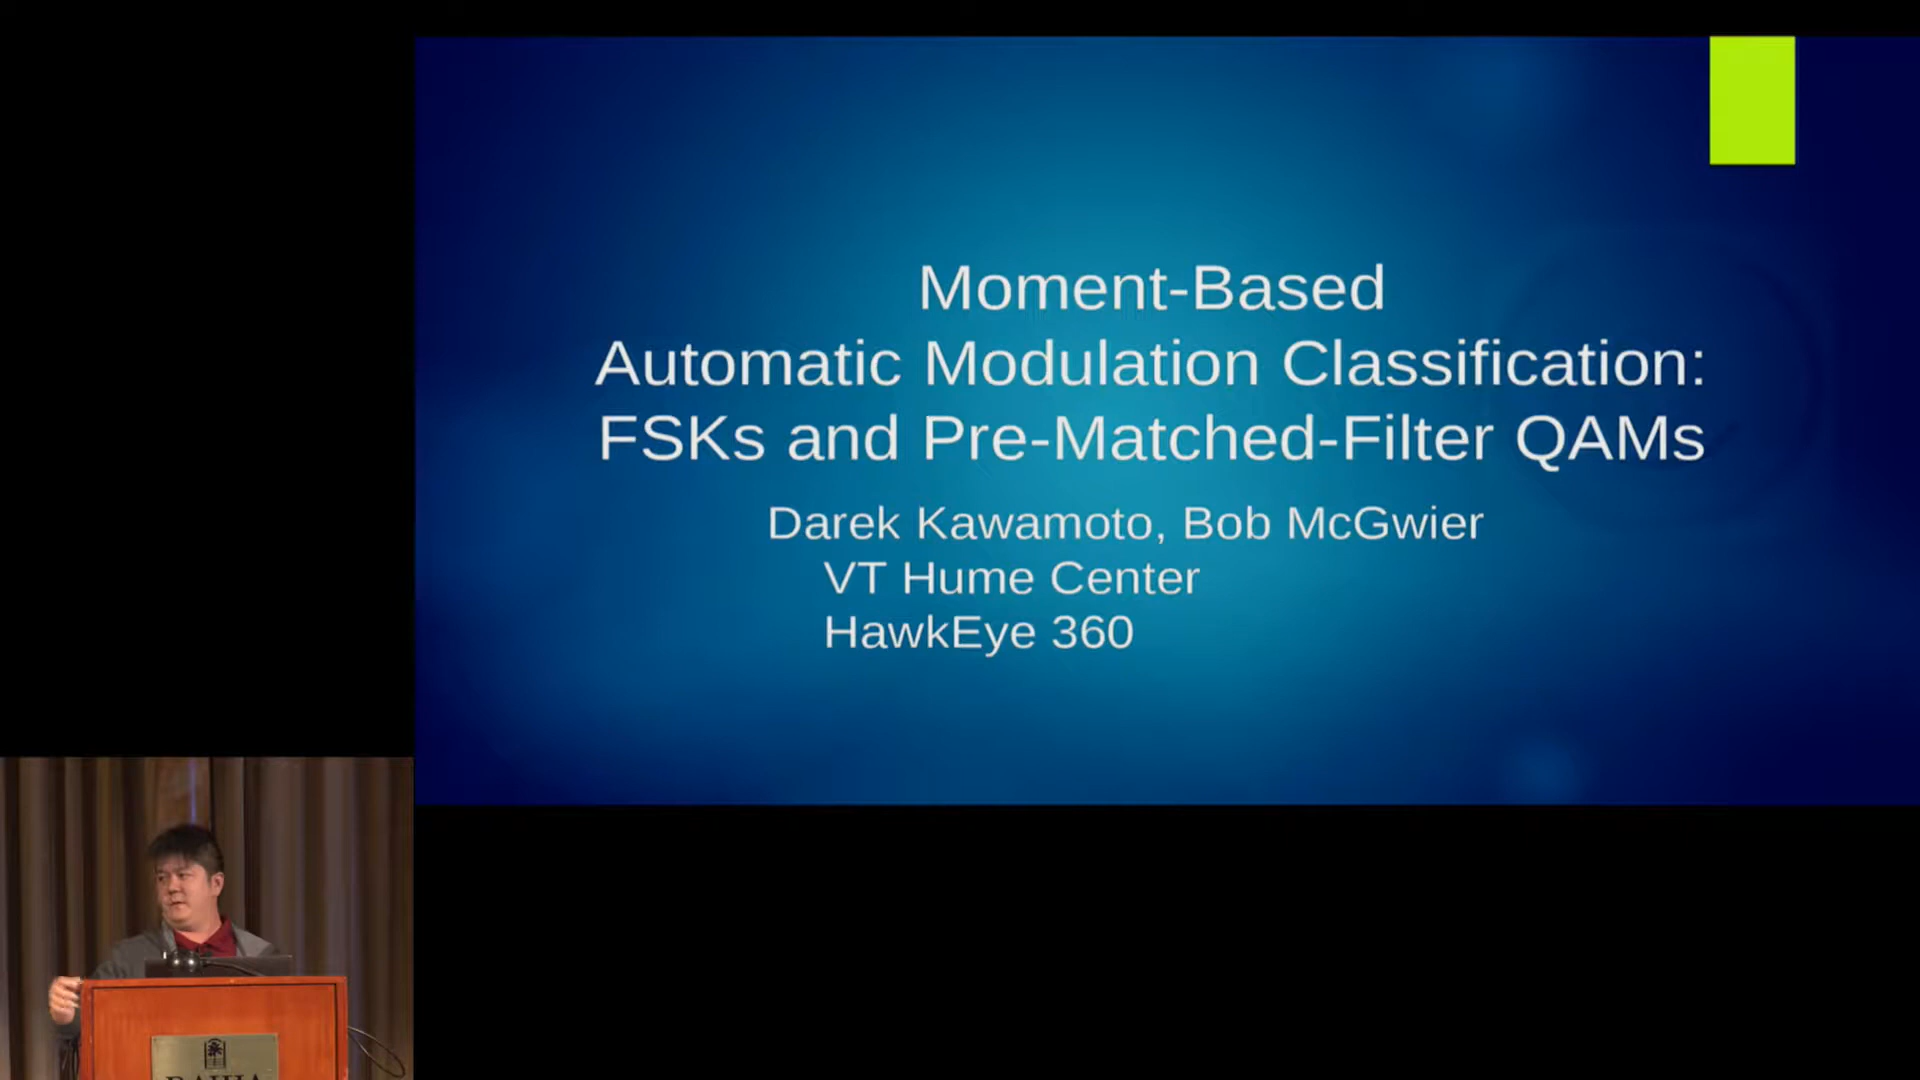 Moment-Based
Automatic Modulation Classification:
FSKs and Pre-Matched-Filter QAMs
Darek Kawamoto, Bob McGwier
VT Hume Center
HawkEye 360